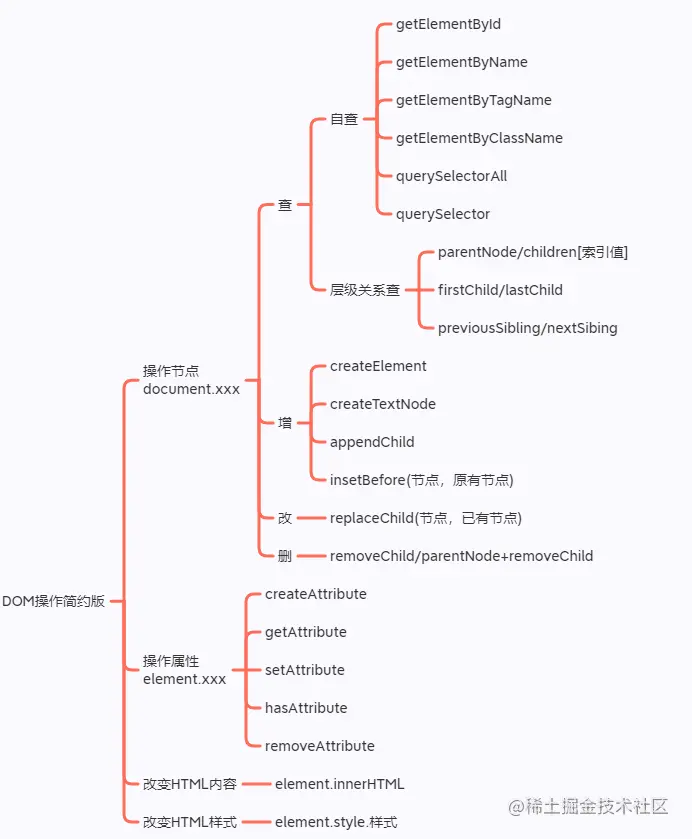 DOM操作简约版
操作节点
document.xxx
查
自查
getElementById
getElementByName
getElementByTagName
getElementByClassName
querySelectorAll
querySelector
层级关系查
parentNode/children[索引值]
firstChild/lastChild
previousSibling/nextSibing
增
createElement
createTextNode
appendChild
insetBefore(节点，原有节点)
改
replaceChild(节点，已有节点)
删
removeChild/parentNode+removeChild
操作属性
element.xxx
createAttribute
getAttribute
setAttribute
hasAttribute
removeAttribute
改变HTML内容
element.innerHTML
改变HTML样式
element.style.样式
@稀土掘金技术社区